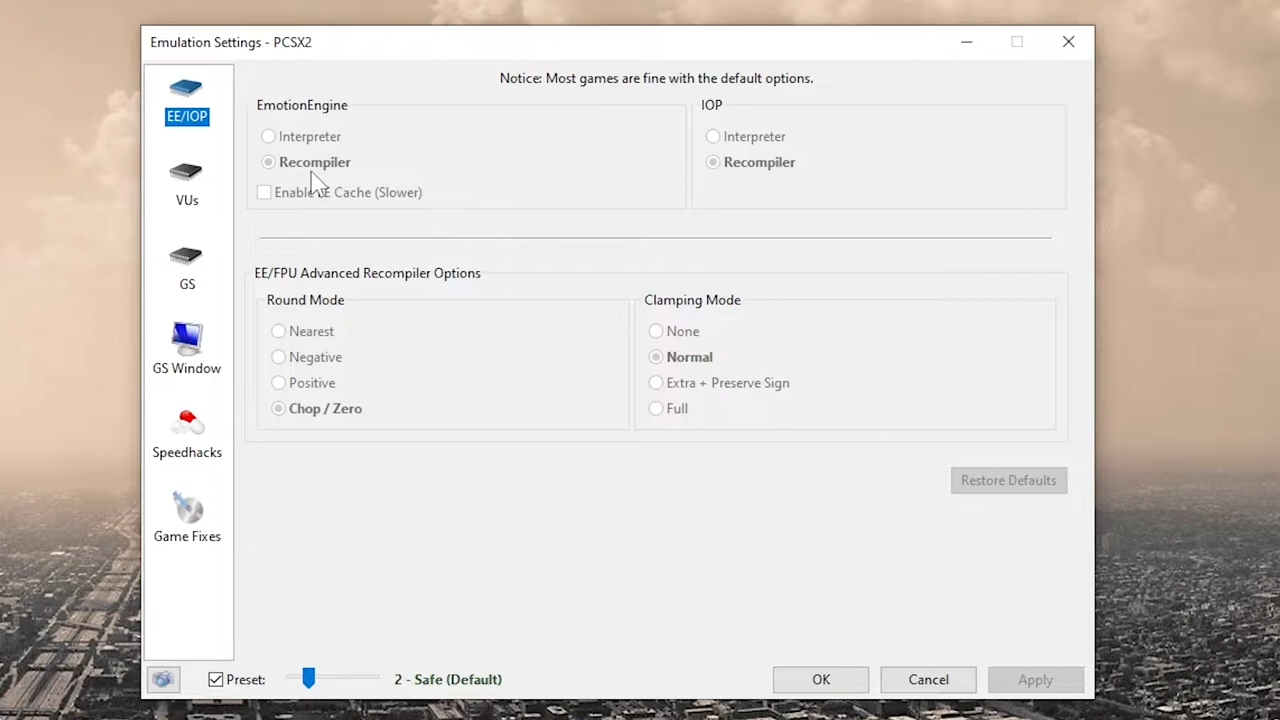 Emulation Settings - PCSX2
EE/IOP
VUs
GS
GS Window
Speedhacks
Game Fixes
Notice: Most games are fine with the default options.
EmotionEngine
Interpreter
Recompiler
Enable EE Cache (Slower)
IOP
Interpreter
Recompiler
EE/FPU Advanced Recompiler Options
Round Mode
Nearest
Negative
Positive
Chop / Zero
Clamping Mode
None
Normal
Extra + Preserve Sign
Full
Restore Defaults
Preset:
2 - Safe (Default)
OK
Cancel
Apply